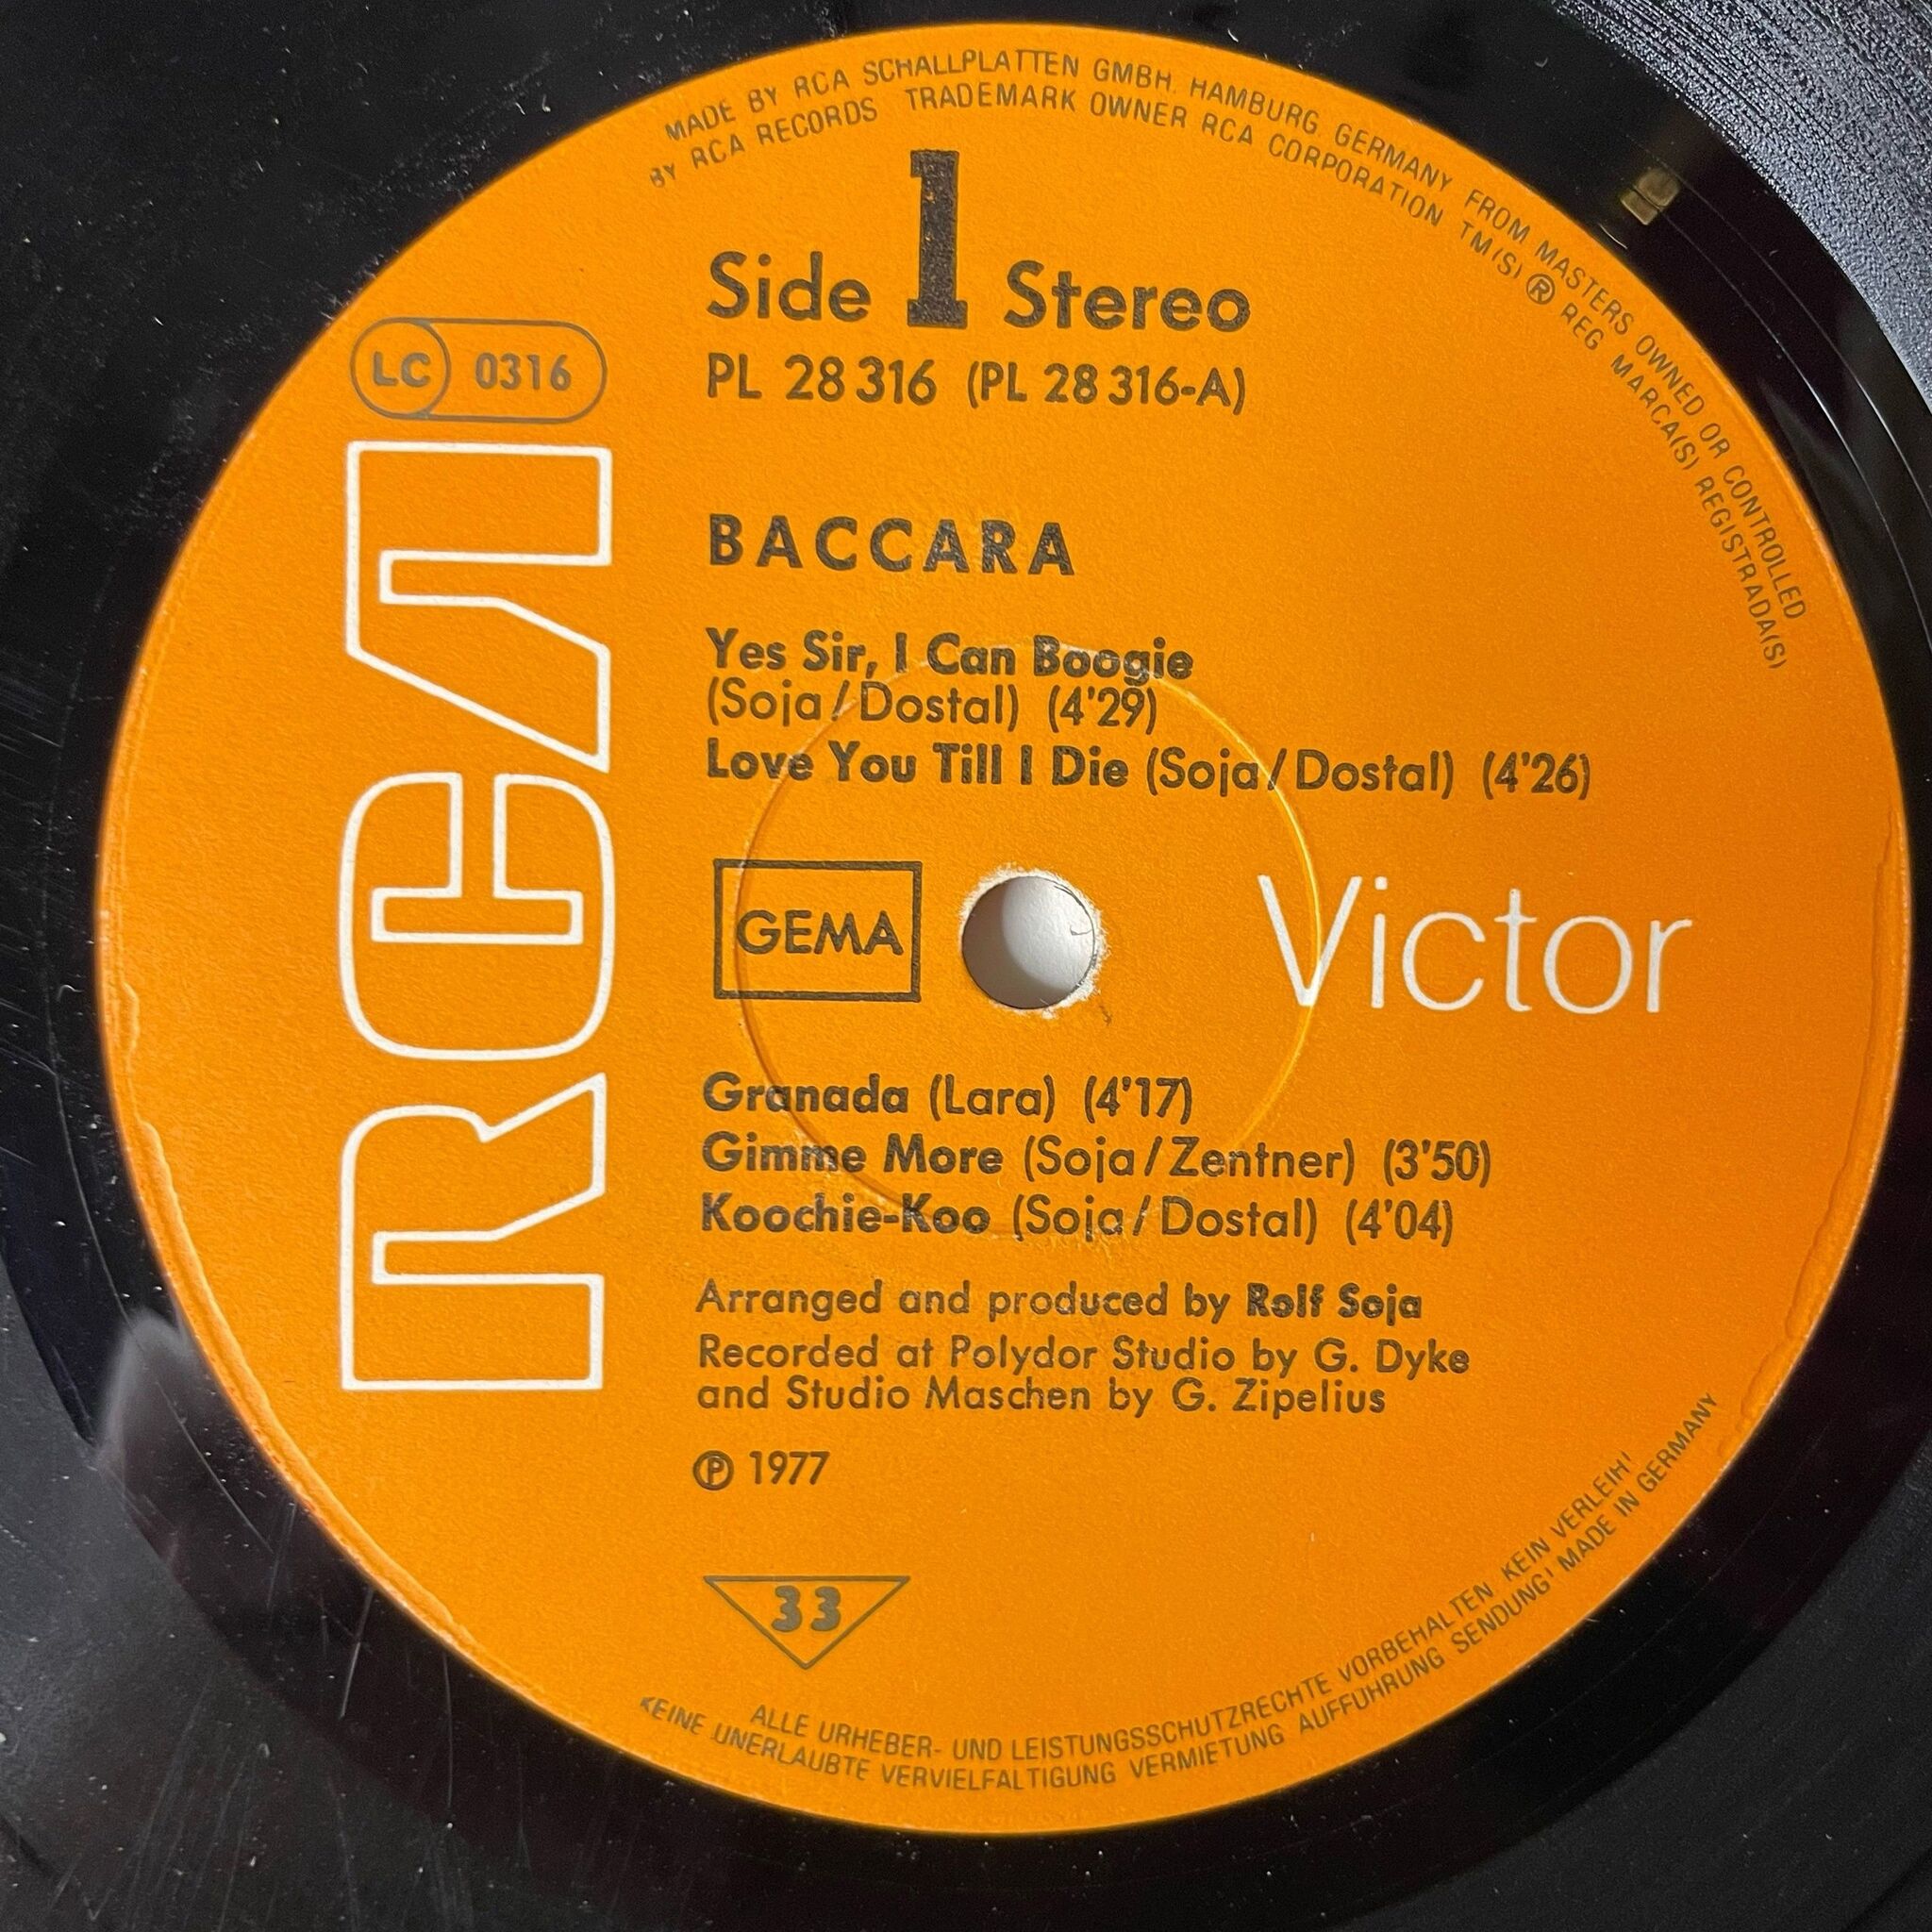 MADE BY RCA SCHALLPLATTEN GMBH. HAMBURG GERMANY FROM MASTERS OWNED OR CONTROLLED
BY RCA RECORDS TRADEMARK OWNER RCA CORPORATION TM(S) ® REG MARCA(S) REGISTRADA(S)
Side 1 Stereo
LC 0316
PL 28 316 (PL 28 316-A)
RCA
BACCARA
Yes Sir, I Can Boogie
(Soja/Dostal) (4'29)
Love You Till I Die (Soja/Dostal) (4'26)
GEMA
Victor
Granada (Lara) (4'17)
Gimme More (Soja/Zentner) (3'50)
Koochie-Koo (Soja/Dostal) (4'04)
Arranged and produced by Rolf Soja
Recorded at Polydor Studio by G. Dyke
and Studio Maschen by G. Zipelius
℗ 1977
33
ALLE URHEBER- UND LEISTUNGSSCHUTZRECHTE VORBEHALTEN KEIN VERLEIH!
KEINE UNERLAUBTE VERVIELFALTIGUNG VERMIETUNG AUFFÜHRUNG SENDUNG! MADE IN GERMANY